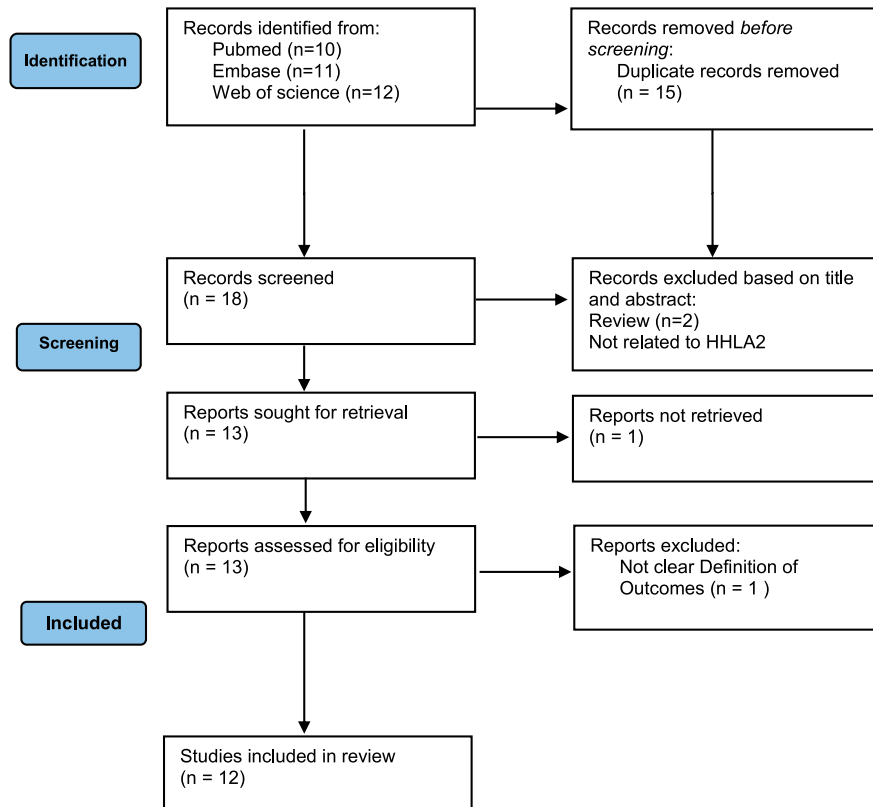 Identification
Records identified from:
Pubmed (n=10)
Embase (n=11)
Web of science (n=12)
Records removed before
screening:
Duplicate records removed
(n = 15)
Screening
Records screened
(n = 18)
Records excluded based on title
and abstract:
Review (n=2)
Not related to HHLA2
Reports sought for retrieval
(n = 13)
Reports not retrieved
(n = 1)
Reports assessed for eligibility
(n = 13)
Reports excluded:
Not clear Definition of
Outcomes (n = 1 )
Included
Studies included in review
(n = 12)